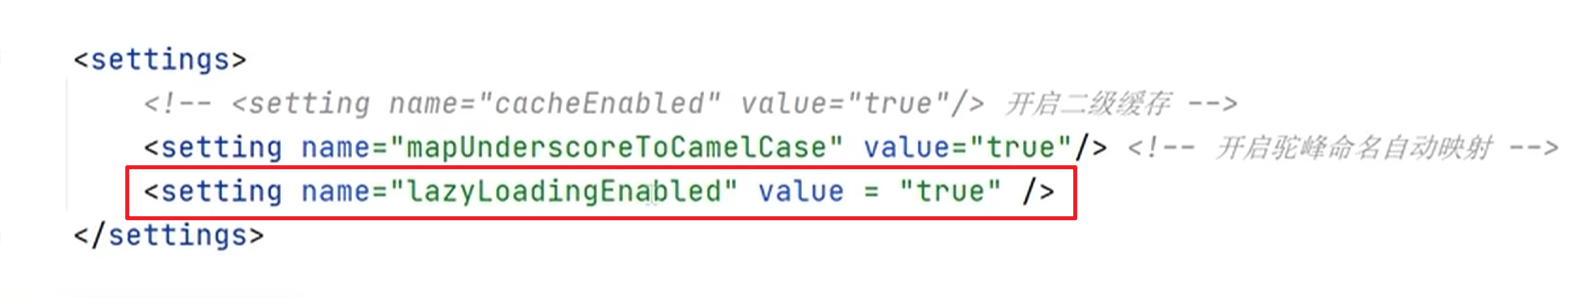 <settings>
<!-- <setting name="cacheEnabled" value="true"/> 开启二级缓存 -->
<setting name="mapUnderscoreToCamelCase" value="true"/> <!-- 开启驼峰命名自动映射 -->
<setting name="lazyLoadingEnabled" value = "true" />
</settings>